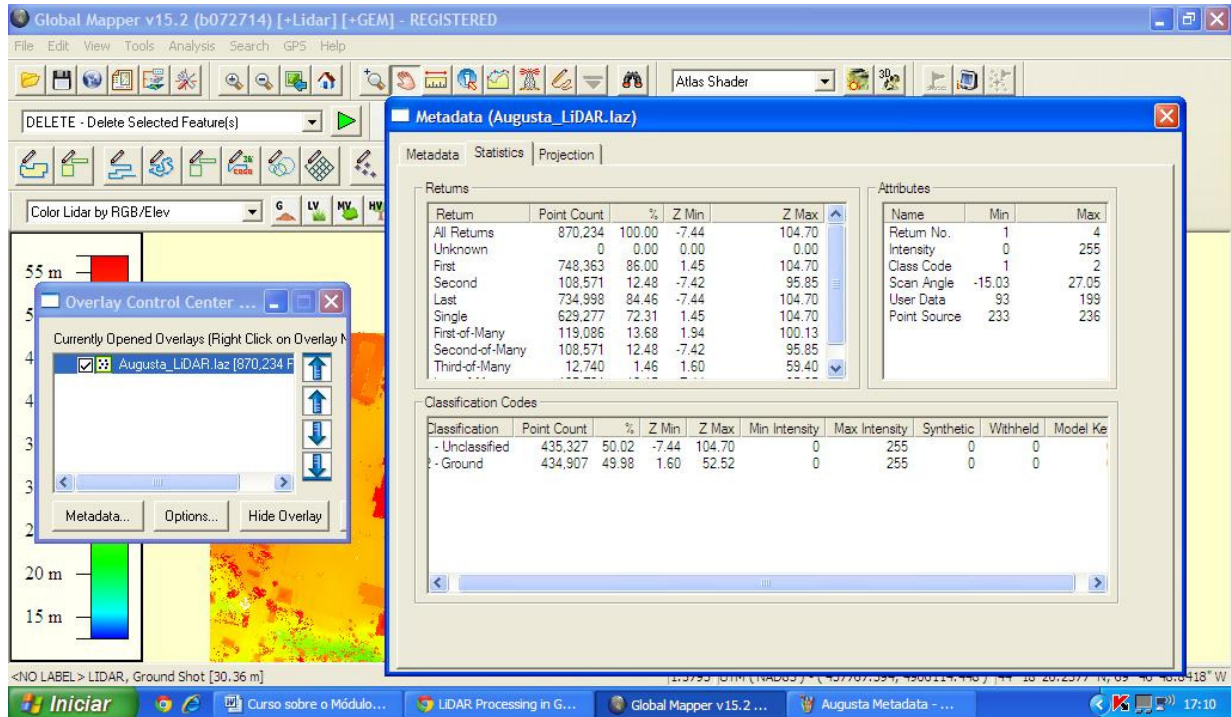 Global Mapper v15.2 (b072714) [+Lidar] [+GEM] - REGISTERED
File Edit View Tools Analysis Search GPS Help
Atlas Shader
DELETE - Delete Selected Feature(s)
Color Lidar by RGB/Elev
G LV MV HV
55 m
20 m
15 m
Overlay Control Center ...
Currently Opened Overlays (Right Click on Overlay
Augusta_LiDAR.laz [870,234
Metadata... Options... Hide Overlay
Metadata (Augusta_LiDAR.laz)
Metadata Statistics Projection
Returns
Return Point Count % Z Min Z Max
All Returns 870,234 100.00 -7.44 104.70
Unknown 0 0.00 0.00 0.00
First 748,363 86.00 1.45 104.70
Second 108,571 12.48 -7.42 95.85
Last 734,998 84.46 -7.44 104.70
Single 629,277 72.31 1.45 104.70
First-of-Many 119,086 13.68 1.94 100.13
Second-of-Many 108,571 12.48 -7.42 95.85
Third-of-Many 12,740 1.46 1.60 59.40
Attributes
Name Min Max
Return No. 1 4
Intensity 0 255
Class Code 1 2
Scan Angle -15.03 27.05
User Data 93 199
Point Source 233 236
Classification Codes
Classification Point Count % Z Min Z Max Min Intensity Max Intensity Synthetic Withheld Model Ke
- Unclassified 435,327 50.02 -7.44 104.70 0 255 0 0
- Ground 434,907 49.98 1.60 52.52 0 255 0 0
<NO LABEL> LIDAR, Ground Shot [30.36 m]
Iniciar Curso sobre o Módulo... LiDAR Processing in G... Global Mapper v15.2 ... Augusta Metadata - ... 17:10